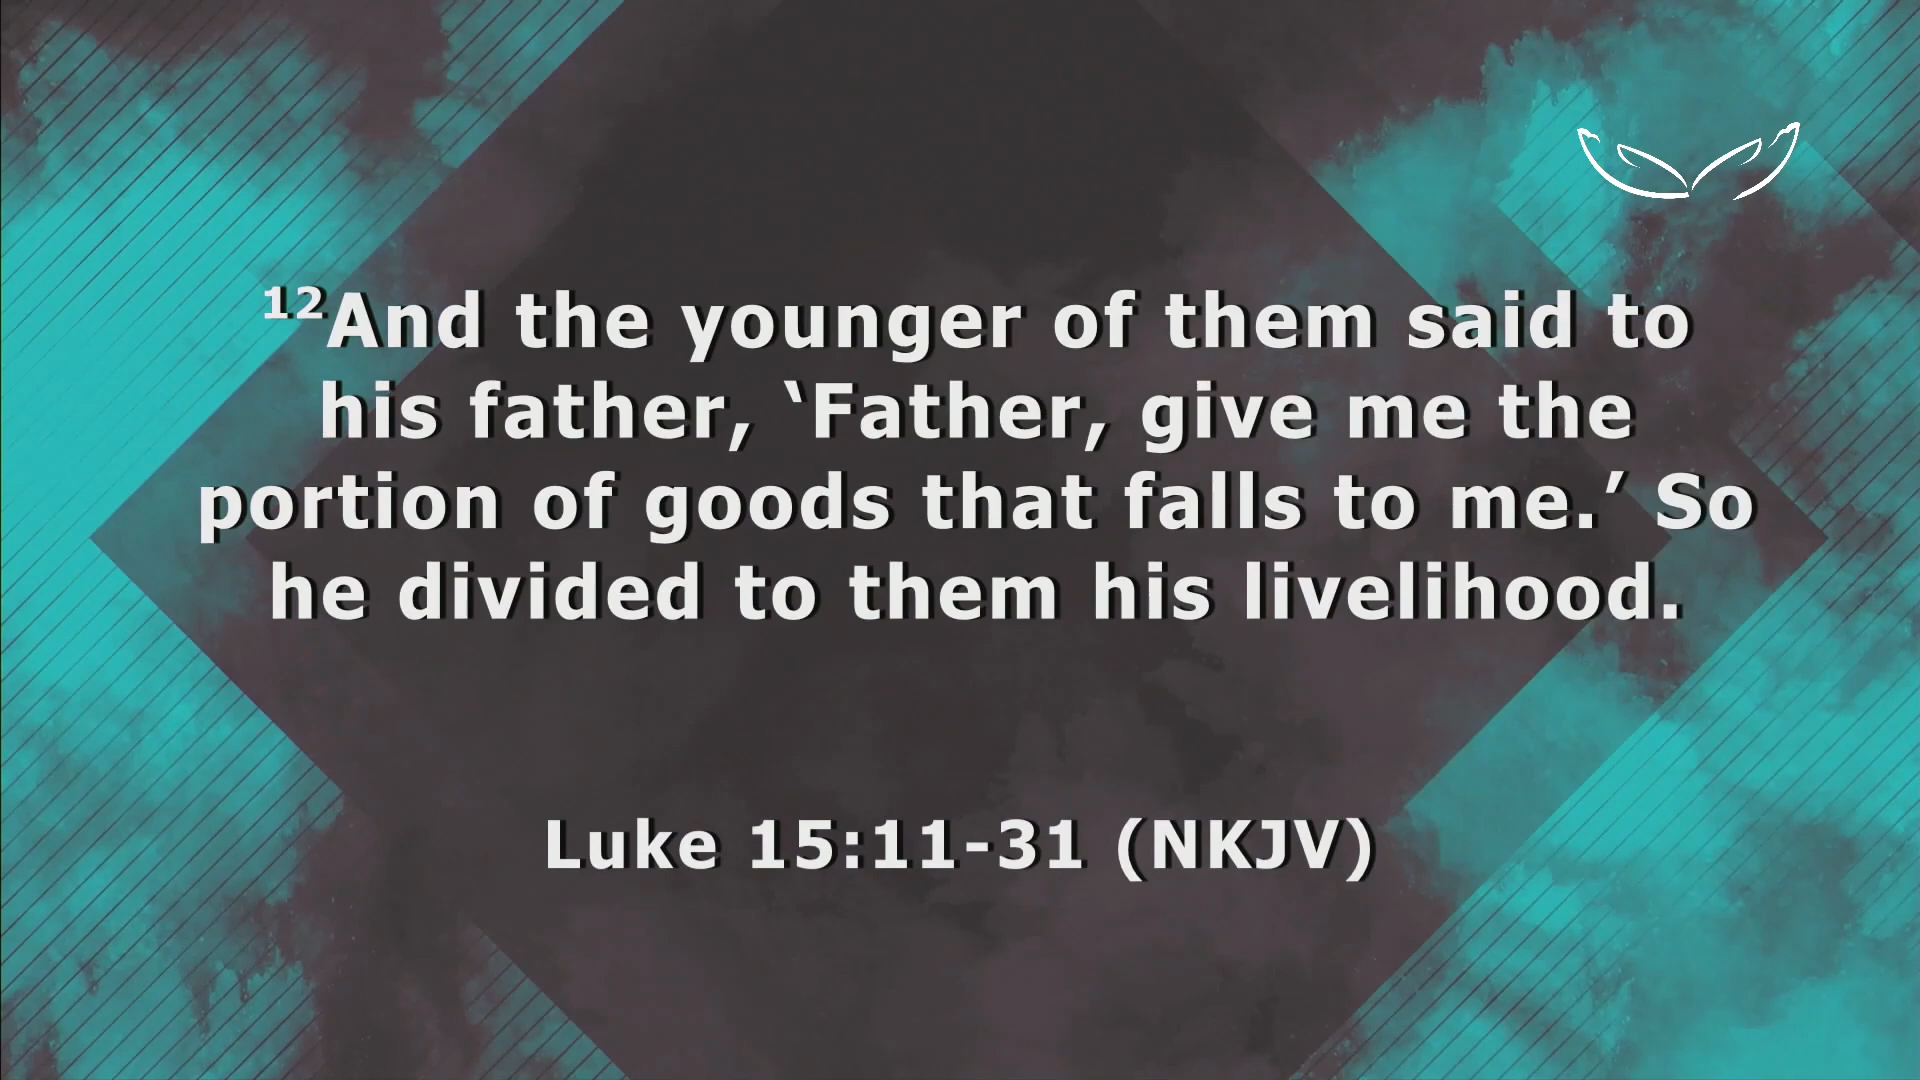 ¹²And the younger of them said to
his father, ‘Father, give me the
portion of goods that falls to me.’ So
he divided to them his livelihood.
Luke 15:11-31 (NKJV)